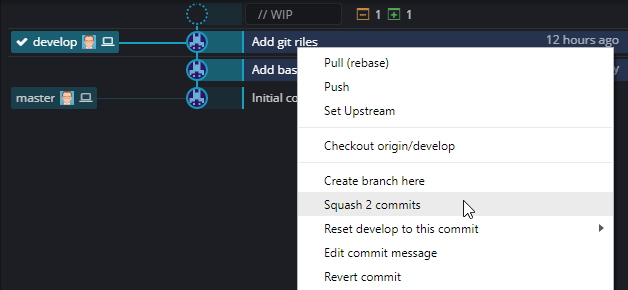 // WIP 1 1
develop Add git riles 12 hours ago
Add bas y
master Initial co
Pull (rebase)
Push
Set Upstream
Checkout origin/develop
Create branch here
Squash 2 commits
Reset develop to this commit
Edit commit message
Revert commit